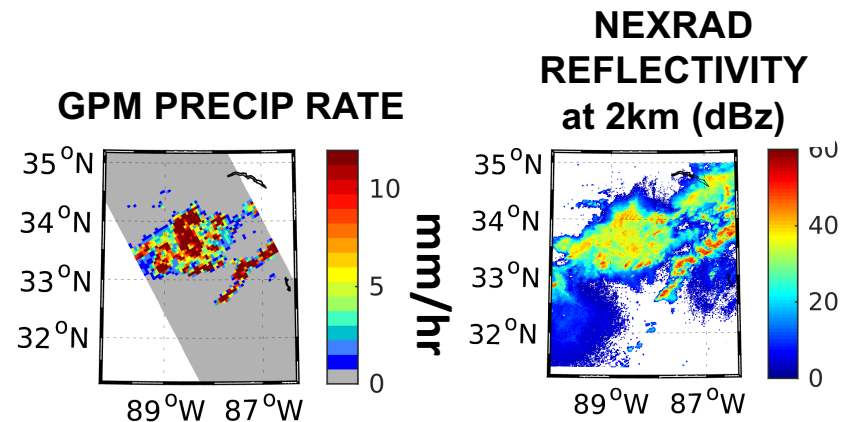 GPM PRECIP RATE
35°N
34°N
33°N
32°N
89°W 87°W
10
5
0
mm/hr
NEXRAD
REFLECTIVITY
at 2km (dBz)
35°N
34°N
33°N
32°N
89°W 87°W
60
40
20
0